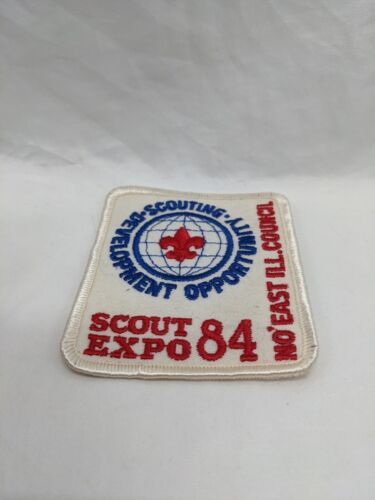 ·SCOUTING·
DEVELOPMENT OPPORTUNITY
SCOUT
EXPO 84
NO' EAST ILL. COUNCIL